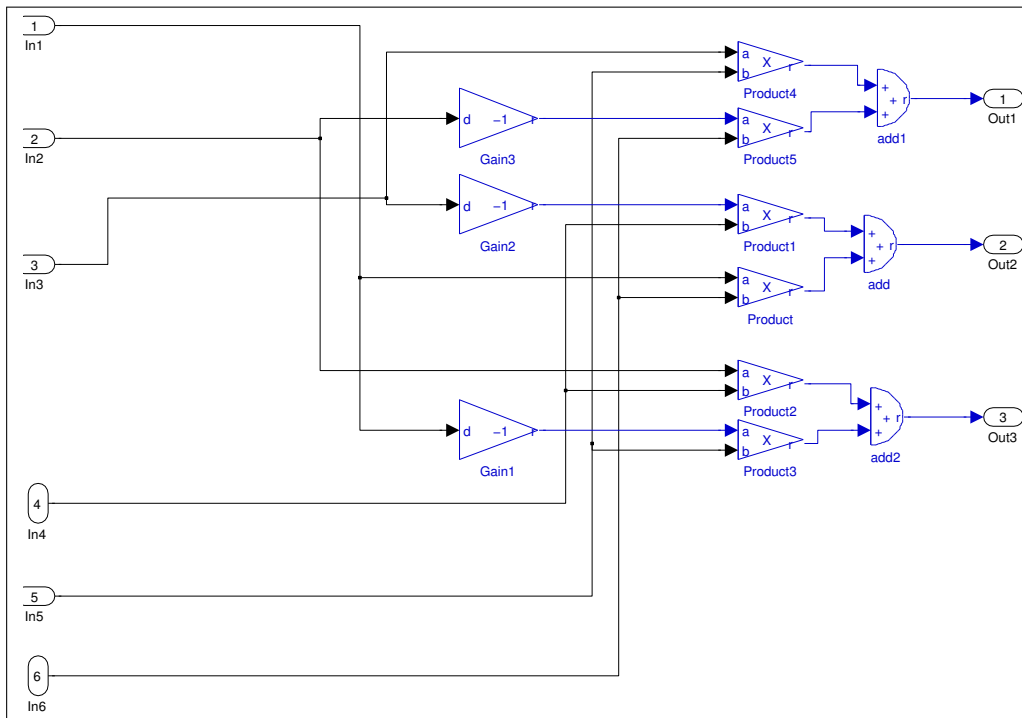 1
In1
2
In2
3
In3
4
In4
5
In5
6
In6
d −1 r
Gain3
d −1 r
Gain2
d −1 r
Gain1
a
b
X
r
Product4
a
b
X
r
Product5
a
b
X
r
Product1
a
b
X
r
Product
a
b
X
r
Product2
a
b
X
r
Product3
+
+ r
+
add1
+
+ r
+
add
+
+ r
+
add2
1
Out1
2
Out2
3
Out3